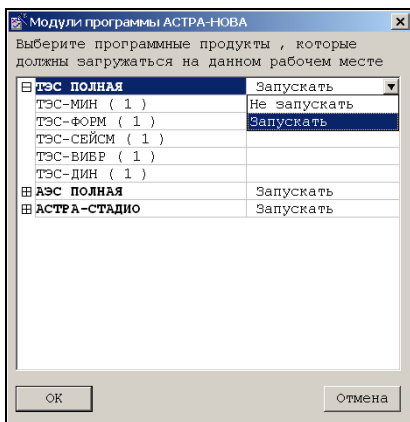 Модули программы АСТРА-НОВА
Выберите программные продукты , которые
должны загружаться на данном рабочем месте
ТЭС ПОЛНАЯ Запускать
ТЭС-МИН ( 1 ) Не запускать
ТЭС-ФОРМ ( 1 ) Запускать
ТЭС-СЕЙСМ ( 1 )
ТЭС-ВИБР ( 1 )
ТЭС-ДИН ( 1 )
АЭС ПОЛНАЯ Запускать
АСТРА-СТАДИО Запускать
ОК Отмена